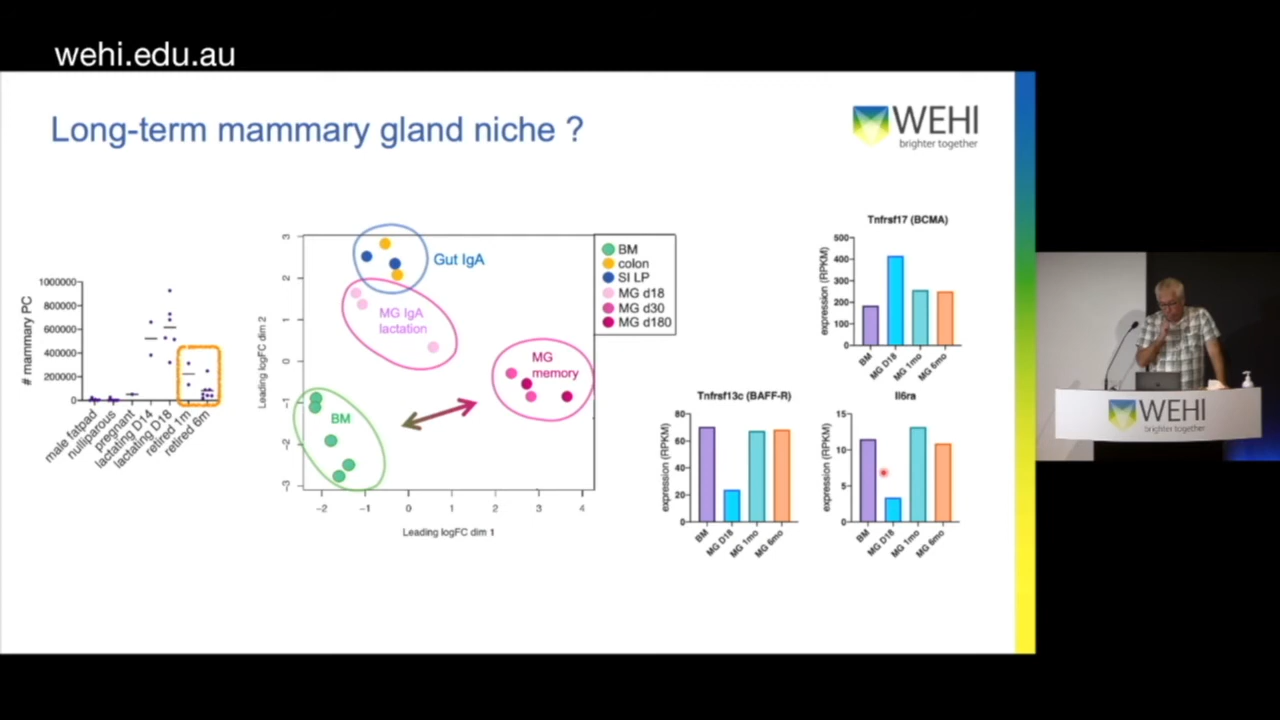 wehi.edu.au
Long-term mammary gland niche ?
WEHI
brighter together
# mammary PC
1000000
800000
600000
400000
200000
0
male fatpad
nulliparous
pregnant
lactating D14
lactating D18
retired 1m
retired 6m
Leading logFC dim 2
3
2
1
0
-1
-2
-3
Gut IgA
MG IgA
lactation
MG
memory
BM
-2
-1
0
1
2
3
4
Leading logFC dim 1
BM
colon
SI LP
MG d18
MG d30
MG d180
Tnfrsf17 (BCMA)
expression (RPKM)
500
400
300
200
100
0
BM
MG D18
MG 1mo
MG 6mo
Tnfrsf13c (BAFF-R)
expression (RPKM)
80
60
40
20
0
BM
MG D18
MG 1mo
MG 6mo
Il6ra
expression (RPKM)
15
10
5
0
BM
MG D18
MG 1mo
MG 6mo
WEHI
brighter together